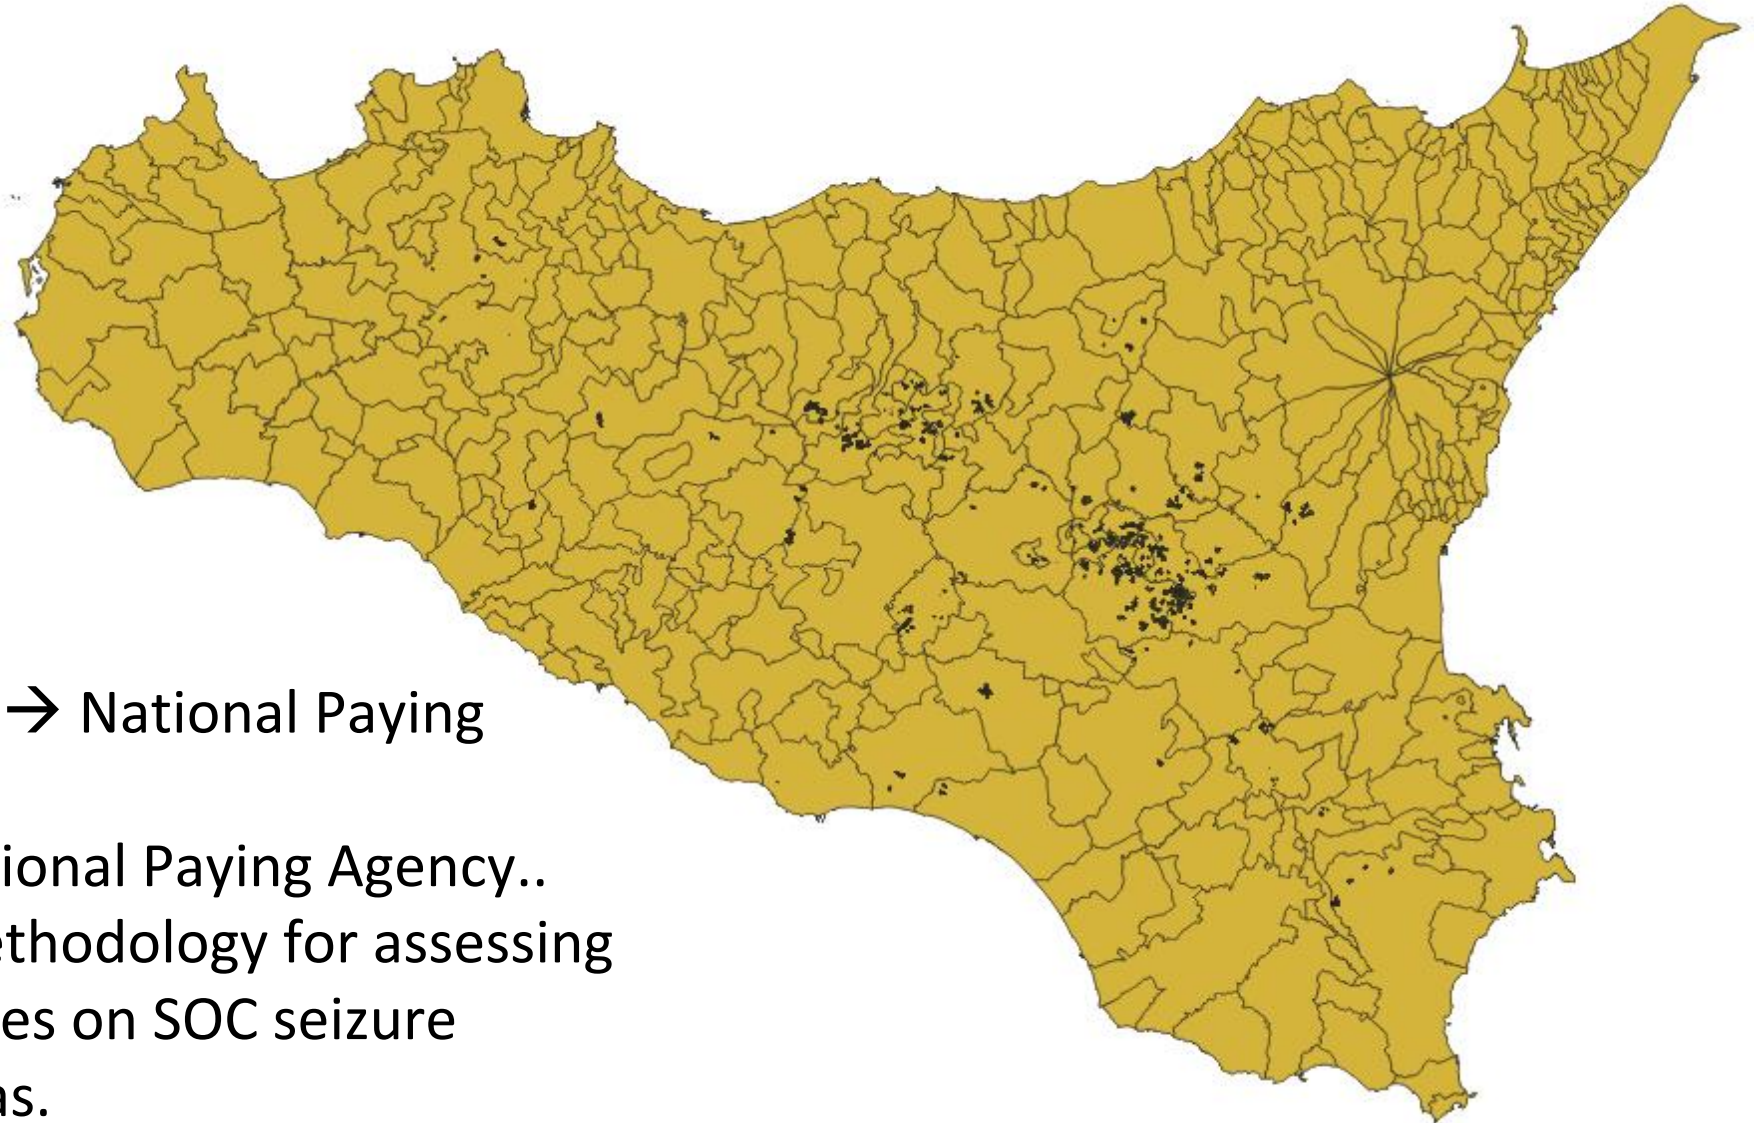 → National Paying
ional Paying Agency..
ethodology for assessing
es on SOC seizure
as.